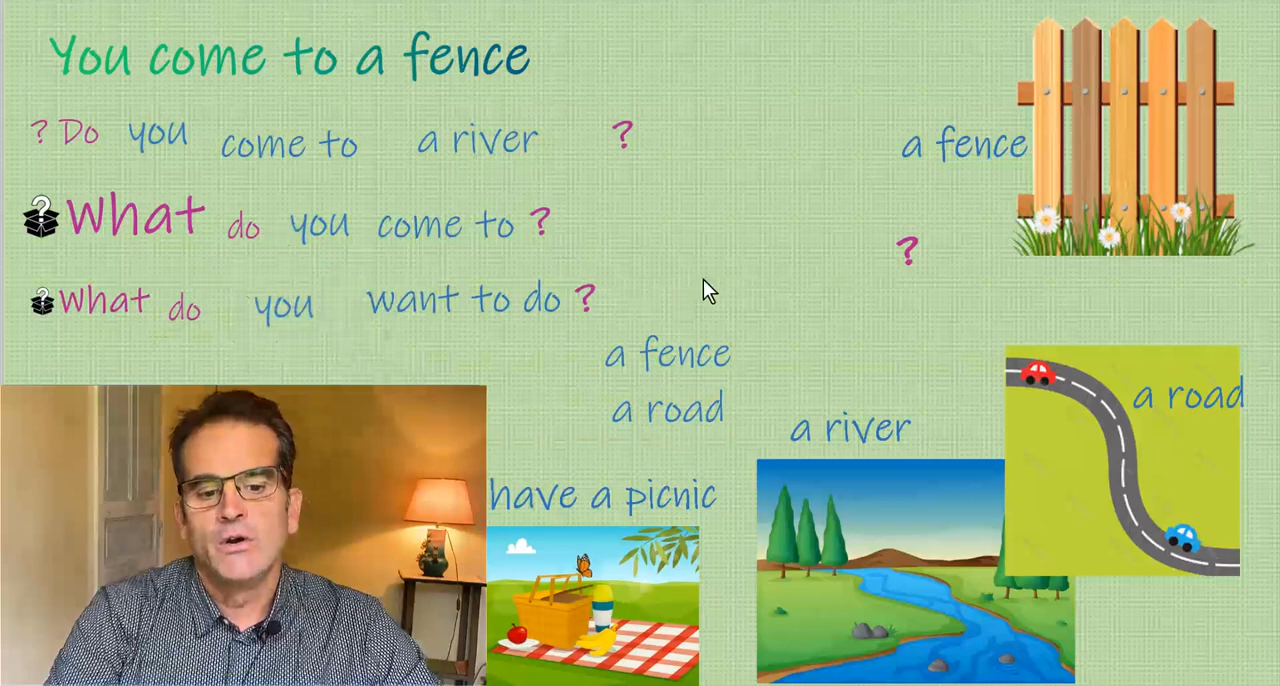 You come to a fence
? Do you come to a river ?
a fence
? What do you come to ?
?
? What do you want to do ?
a fence
a road
a road
a river
have a picnic